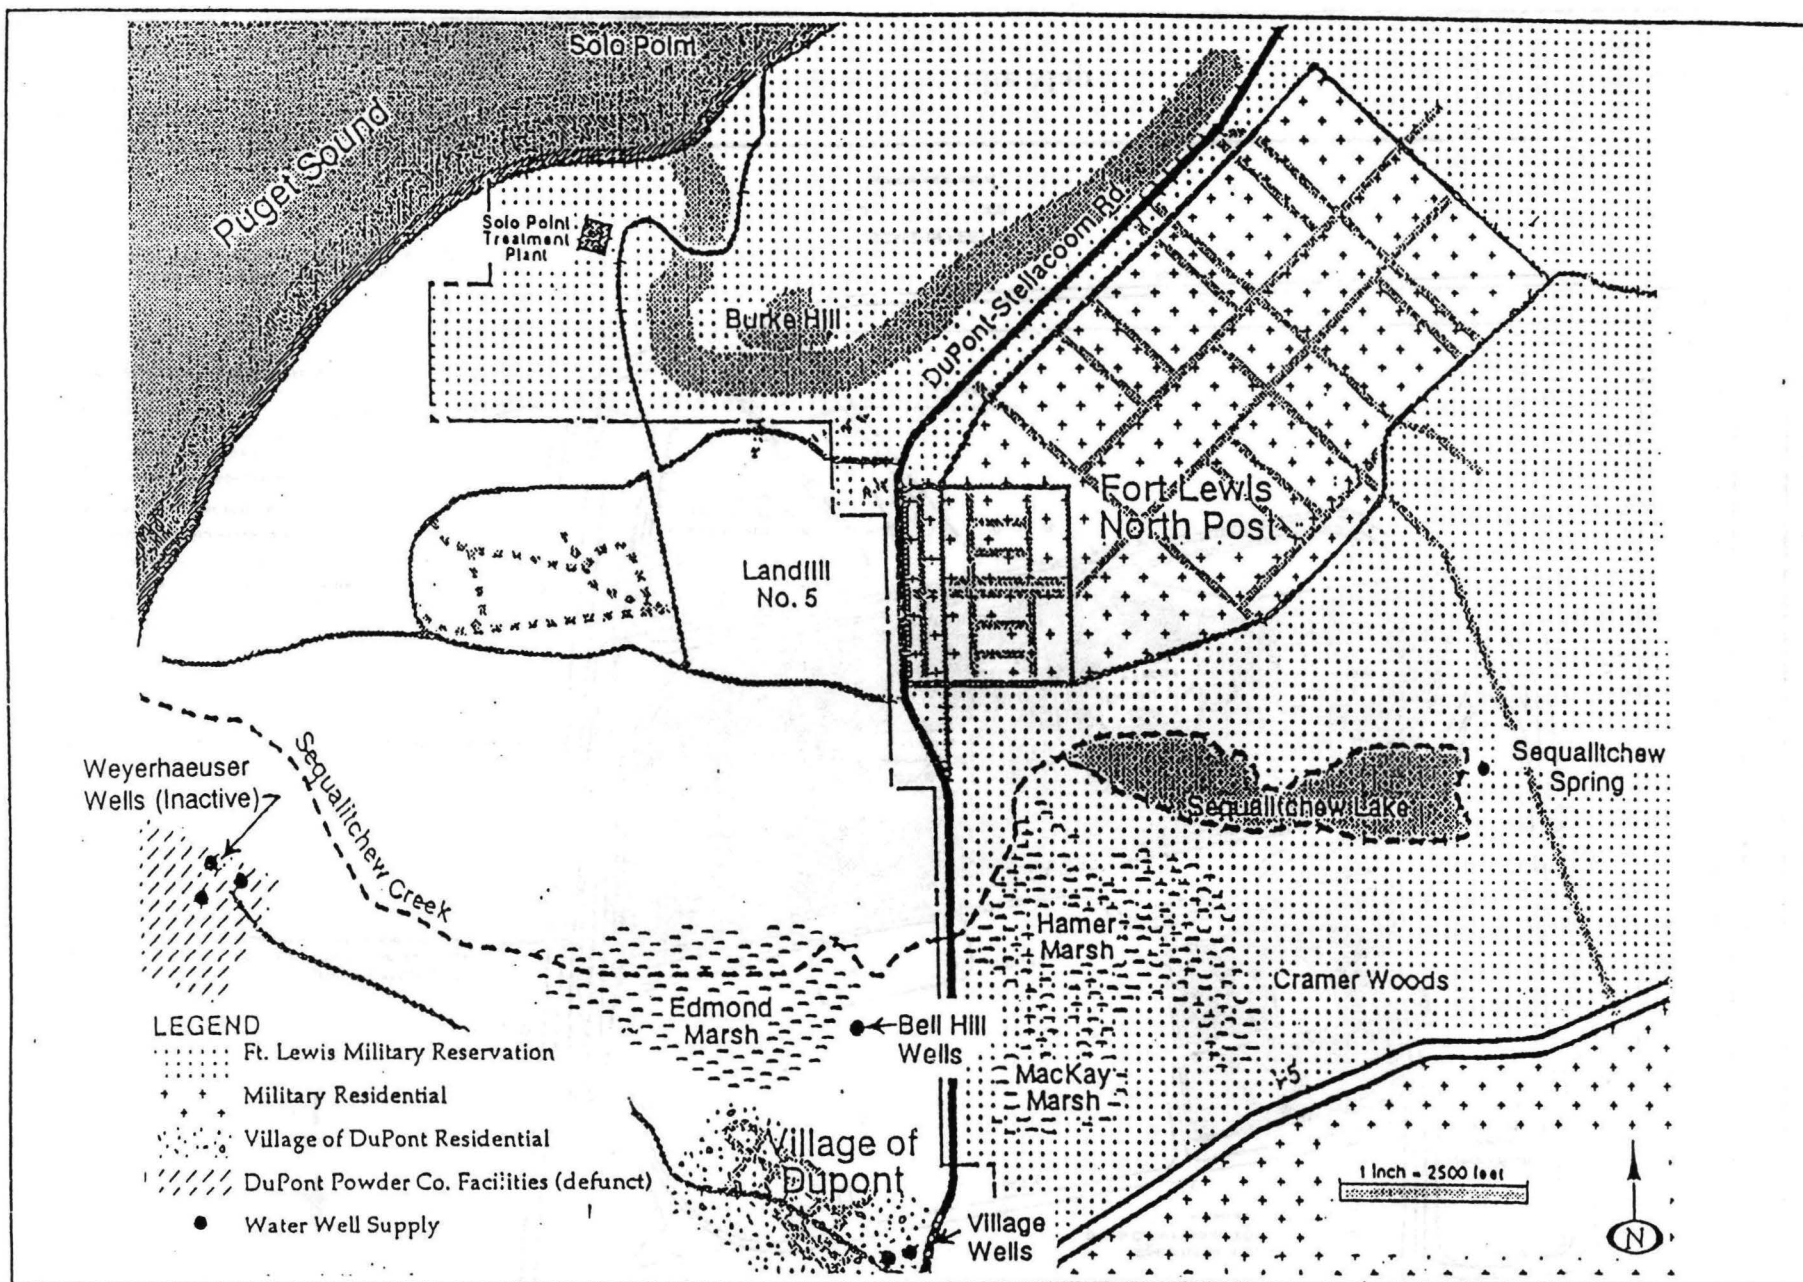 Solo Point
Puget Sound
Solo Point
Treatment
Plant
Burke Hill
DuPont-Stellacoom Rd.
Fort Lewis
North Post
Landfill
No. 5
Sequalitchew
Spring
Sequalitchew Lake
Weyerhaeuser
Wells (Inactive)
Sequalitchew Creek
Hamer
Marsh
Cramer Woods
Edmond
Marsh
Bell Hill
Wells
MacKay
Marsh
I-5
LEGEND
Ft. Lewis Military Reservation
Military Residential
Village of DuPont Residential
DuPont Powder Co. Facilities (defunct)
Water Well Supply
Village of
Dupont
Village
Wells
1 Inch = 2500 feet
N